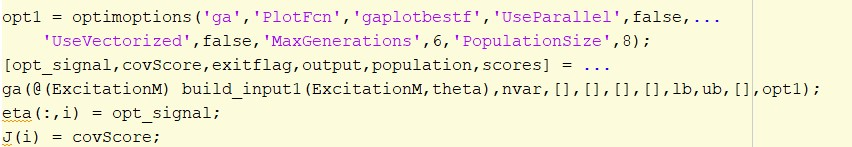 opt1 = optimoptions('ga','PlotFcn','gaplotbestf','UseParallel',false,...
'UseVectorized',false,'MaxGenerations',6,'PopulationSize',8);
[opt_signal,covScore,exitflag,output,population,scores] = ...
ga(@(ExcitationM) build_input1(ExcitationM,theta),nvar,[],[],[],[],lb,ub,[],opt1);
eta(:,i) = opt_signal;
J(i) = covScore;